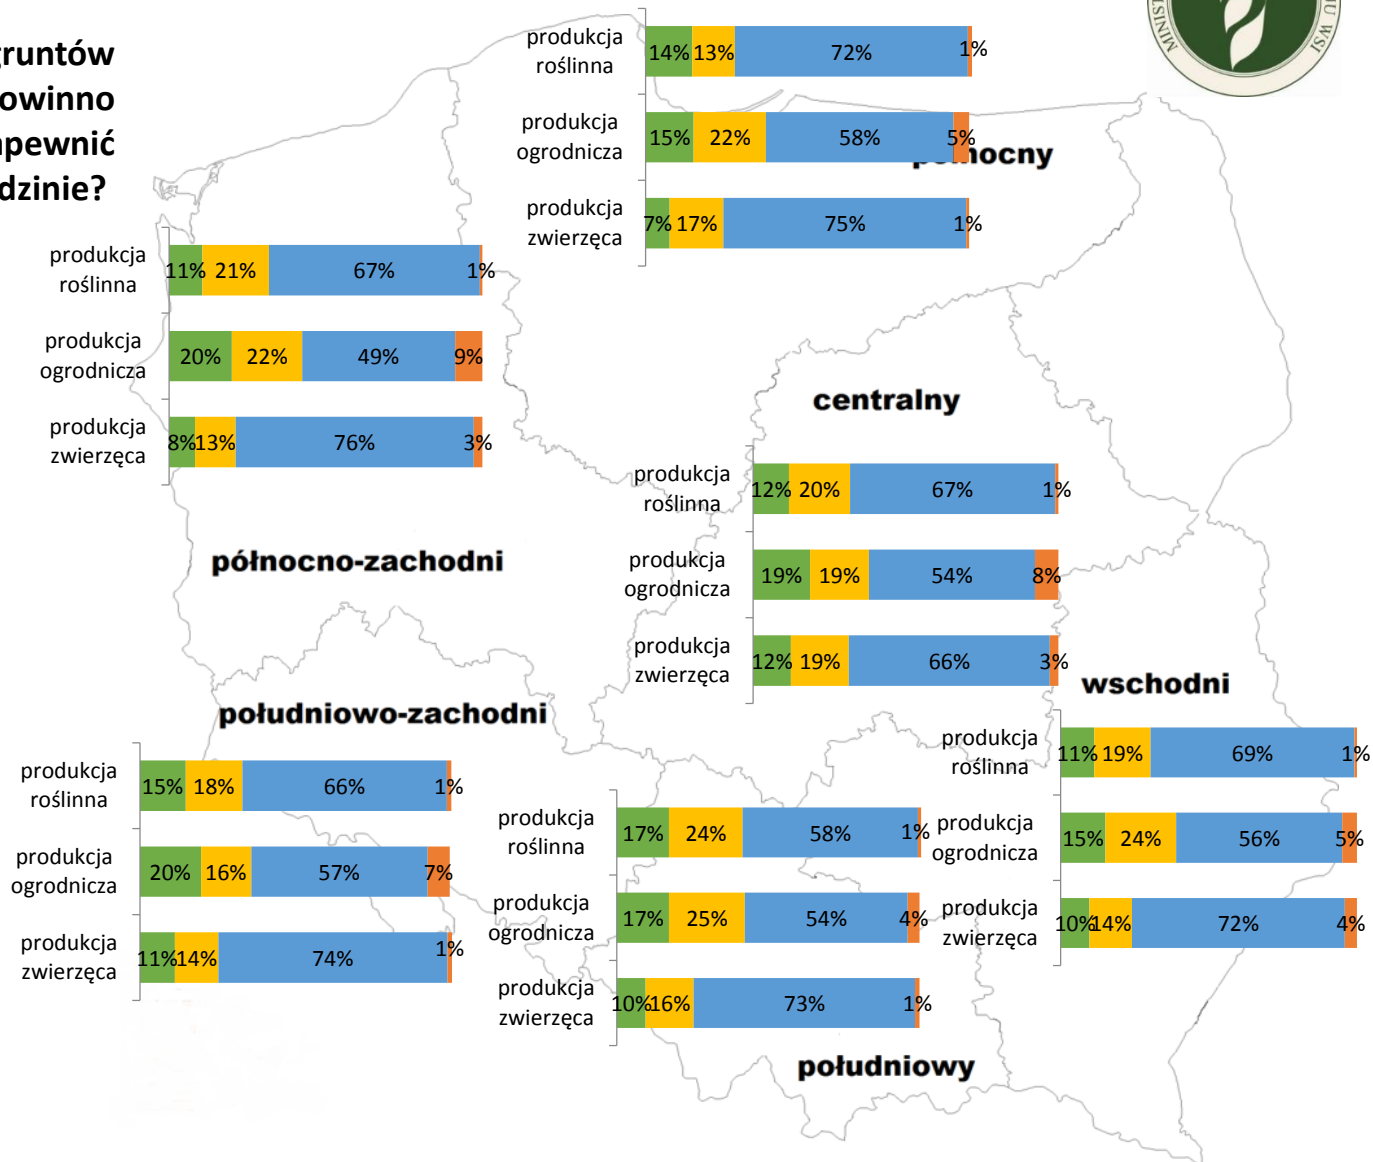 gruntów
odzinie?
produkcja
roślinna
14% 13% 72% 1%
produkcja
ogrodnicza
15% 22% 58% 5%
północny
produkcja
zwierzęca
7% 17% 75% 1%
produkcja
roślinna
11% 21% 67% 1%
produkcja
ogrodnicza
20% 22% 49% 9%
produkcja
zwierzęca
8% 13% 76% 3%
północno-zachodni
centralny
produkcja
roślinna
12% 20% 67% 1%
produkcja
ogrodnicza
19% 19% 54% 8%
produkcja
zwierzęca
12% 19% 66% 3%
południowo-zachodni
produkcja
roślinna
15% 18% 66% 1%
produkcja
ogrodnicza
20% 16% 57% 7%
produkcja
zwierzęca
11% 14% 74% 1%
produkcja
roślinna
17% 24% 58% 1%
produkcja
ogrodnicza
17% 25% 54% 4%
produkcja
zwierzęca
10% 16% 73% 1%
południowy
wschodni
produkcja
roślinna
11% 19% 69% 1%
produkcja
ogrodnicza
15% 24% 56% 5%
produkcja
zwierzęca
10% 14% 72% 4%
MINIST
U WSI